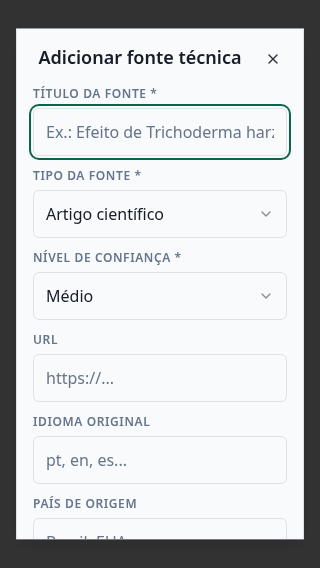 Adicionar fonte técnica ×
TÍTULO DA FONTE *
Ex.: Efeito de Trichoderma
TIPO DA FONTE *
Artigo científico
NÍVEL DE CONFIANÇA *
Médio
URL
https://...
IDIOMA ORIGINAL
pt, en, es...
PAÍS DE ORIGEM